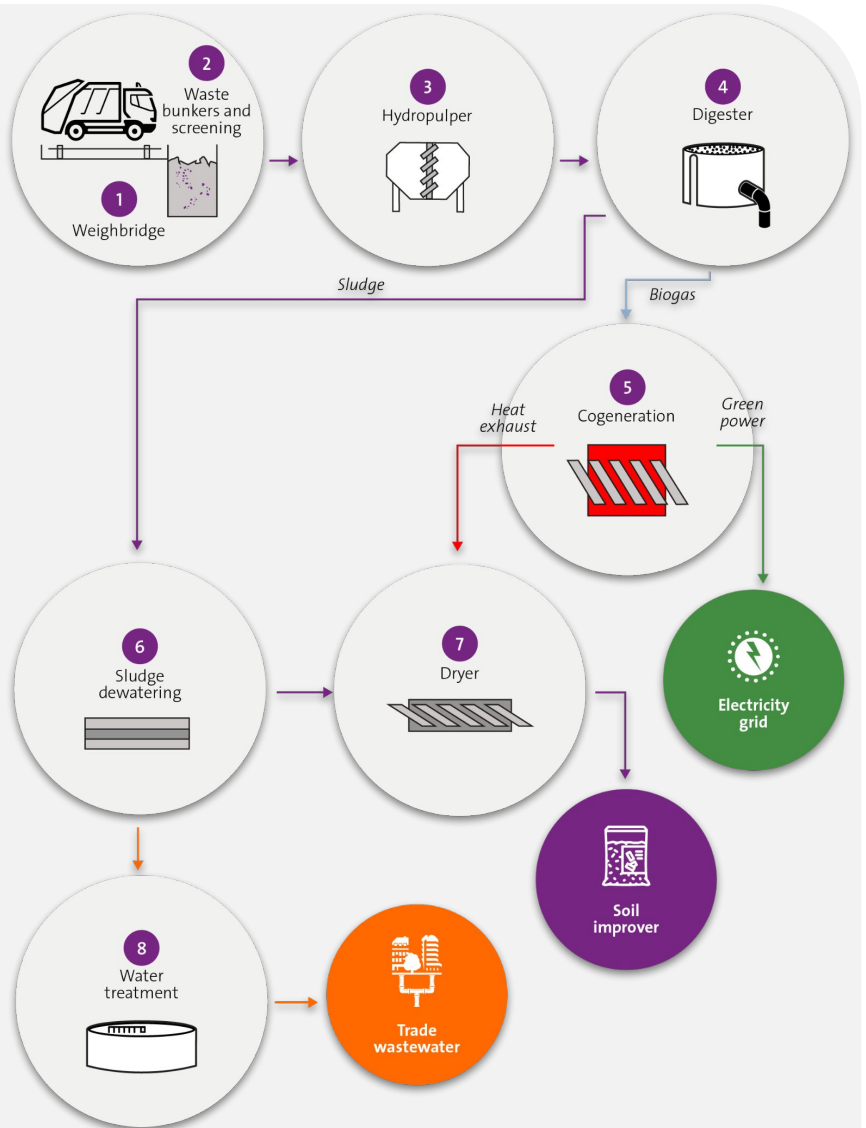 2
Waste
bunkers and
screening
1
Weighbridge
3
Hydropulper
4
Digester
Sludge
Biogas
5
Cogeneration
Heat
exhaust
Green
power
6
Sludge
dewatering
7
Dryer
Electricity
grid
Soil
improver
8
Water
treatment
Trade
wastewater